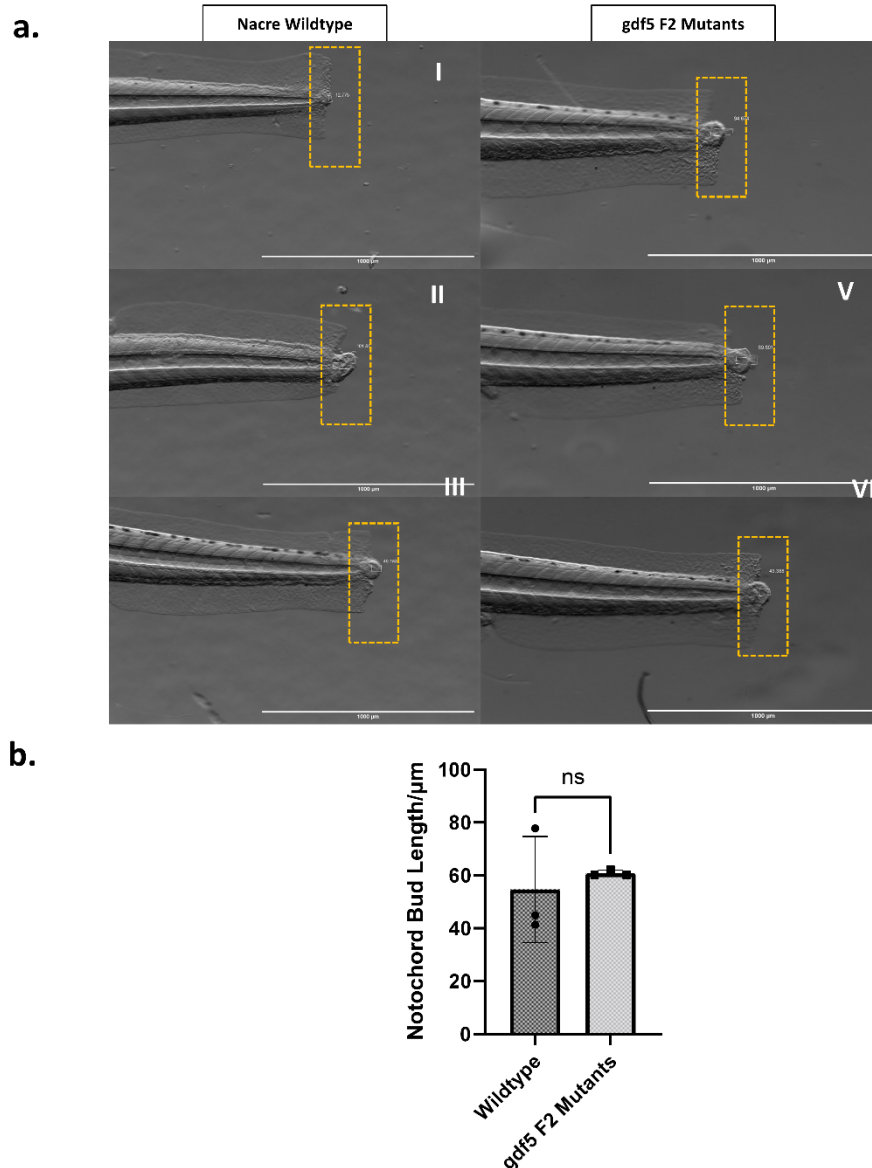 a.
Nacre Wildtype
gdf5 F2 Mutants
I
1000 µm
1000 µm
II
V
1000 µm
1000 µm
III
VI
1000 µm
1000 µm
b.
Notochord Bud Length/µm
100
80
60
40
20
0
ns
Wildtype
gdf5 F2 Mutants